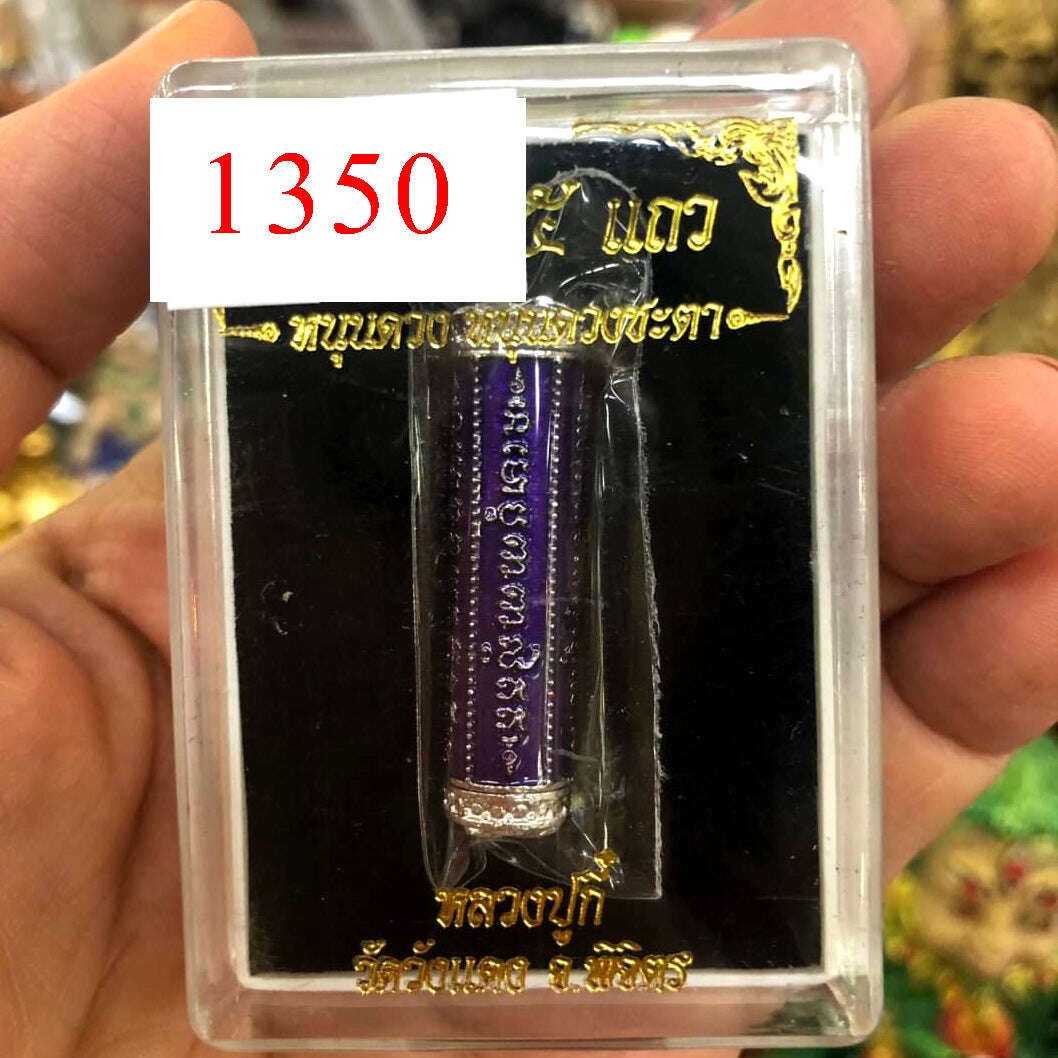 1350
๕ แถว
หนุนดวง หนุนดวงชะตา
หลวงปู่กี้
วัดวังแดง จ.พิจิตร